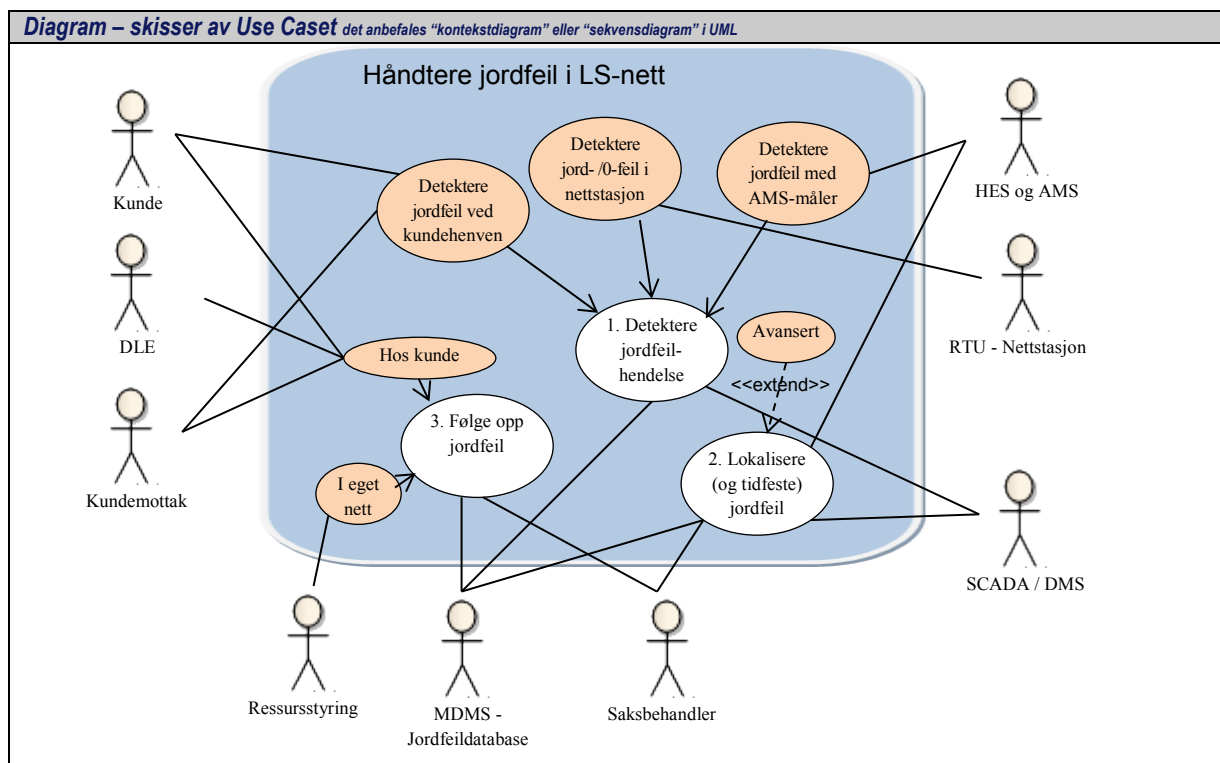 Diagram – skisser av Use Caset det anbefales “kontekstdiagram” eller “sekvensdiagram” i UML
Håndtere jordfeil i LS-nett
Kunde
DLE
Kundemottak
Detektere
jordfeil ved
kundehenven
Detektere
jord- /0-feil i
nettstasjon
Detektere
jordfeil med
AMS-måler
HES og AMS
RTU - Nettstasjon
SCADA / DMS
1. Detektere
jordfeil-
hendelse
Avansert
<<extend>>
Hos kunde
3. Følge opp
jordfeil
2. Lokalisere
(og tidfeste)
jordfeil
I eget
nett
Ressursstyring
MDMS -
Jordfeildatabase
Saksbehandler